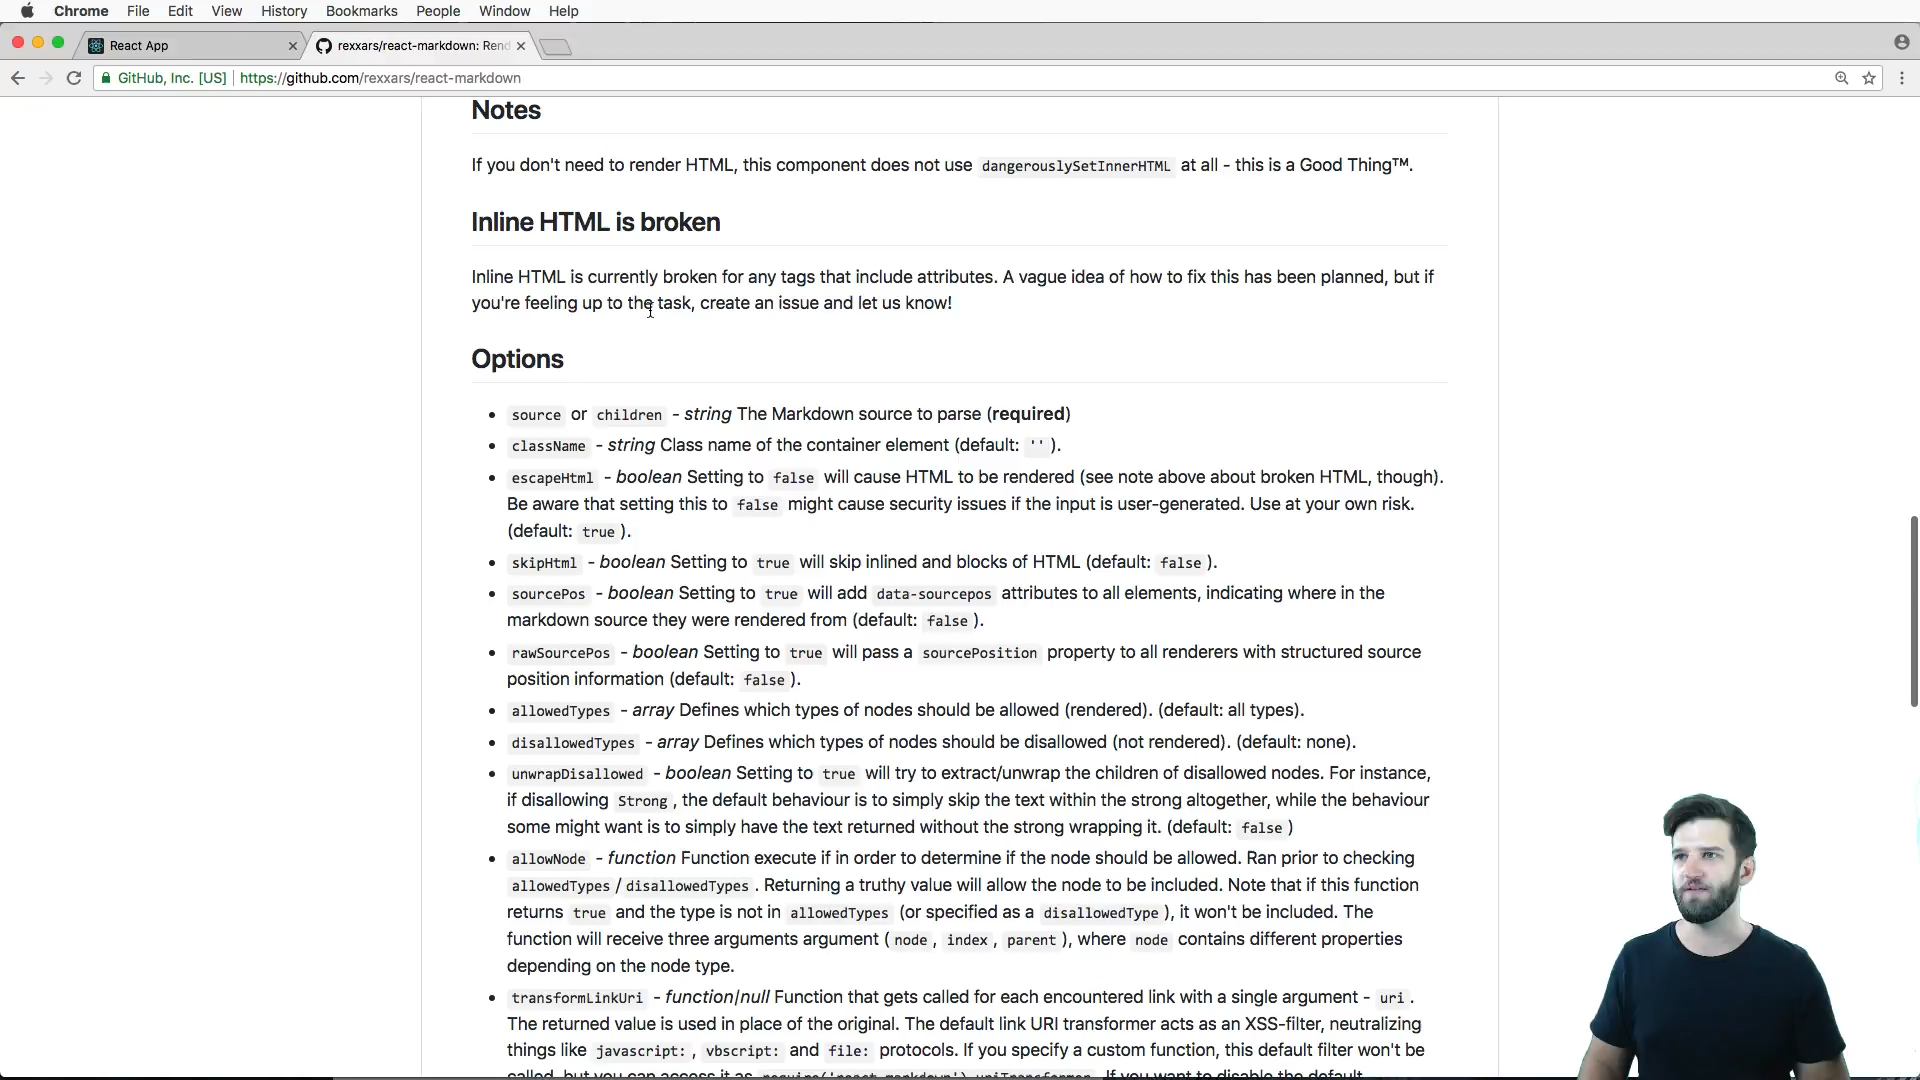 Chrome File Edit View History Bookmarks People Window Help
React App rexxars/react-markdown: Rend
GitHub, Inc. [US] https://github.com/rexxars/react-markdown
Notes
If you don't need to render HTML, this component does not use dangerouslySetInnerHTML at all - this is a Good Thing™.
Inline HTML is broken
Inline HTML is currently broken for any tags that include attributes. A vague idea of how to fix this has been planned, but if
you're feeling up to the task, create an issue and let us know!
Options
source or children - string The Markdown source to parse (required)
className - string Class name of the container element (default: '' ).
escapeHtml - boolean Setting to false will cause HTML to be rendered (see note above about broken HTML, though).
Be aware that setting this to false might cause security issues if the input is user-generated. Use at your own risk.
(default: true ).
skipHtml - boolean Setting to true will skip inlined and blocks of HTML (default: false ).
sourcePos - boolean Setting to true will add data-sourcepos attributes to all elements, indicating where in the
markdown source they were rendered from (default: false ).
rawSourcePos - boolean Setting to true will pass a sourcePosition property to all renderers with structured source
position information (default: false ).
allowedTypes - array Defines which types of nodes should be allowed (rendered). (default: all types).
disallowedTypes - array Defines which types of nodes should be disallowed (not rendered). (default: none).
unwrapDisallowed - boolean Setting to true will try to extract/unwrap the children of disallowed nodes. For instance,
if disallowing Strong , the default behaviour is to simply skip the text within the strong altogether, while the behaviour
some might want is to simply have the text returned without the strong wrapping it. (default: false )
allowNode - function Function execute if in order to determine if the node should be allowed. Ran prior to checking
allowedTypes / disallowedTypes . Returning a truthy value will allow the node to be included. Note that if this function
returns true and the type is not in allowedTypes (or specified as a disallowedType ), it won't be included. The
function will receive three arguments argument ( node , index , parent ), where node contains different properties
depending on the node type.
transformLinkUri - function|null Function that gets called for each encountered link with a single argument - uri .
The returned value is used in place of the original. The default link URI transformer acts as an XSS-filter, neutralizing
things like javascript: , vbscript: and file: protocols. If you specify a custom function, this default filter won't be
called, but you can access it as require('react-markdown').uriTransformer . If you want to disable the default